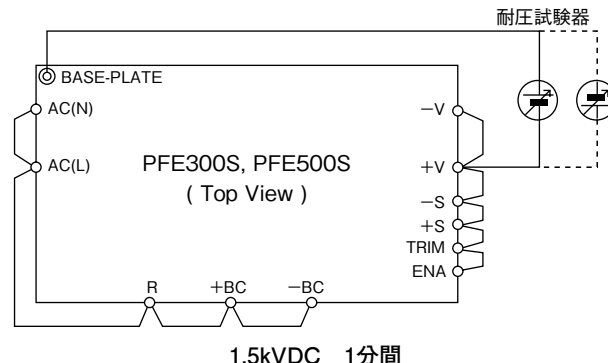 耐圧試験器
BASE-PLATE
AC(N)
−V
AC(L)
PFE300S, PFE500S
+V
( Top View )
−S
+S
TRIM
ENA
R
+BC
−BC
1.5kVDC 1分間